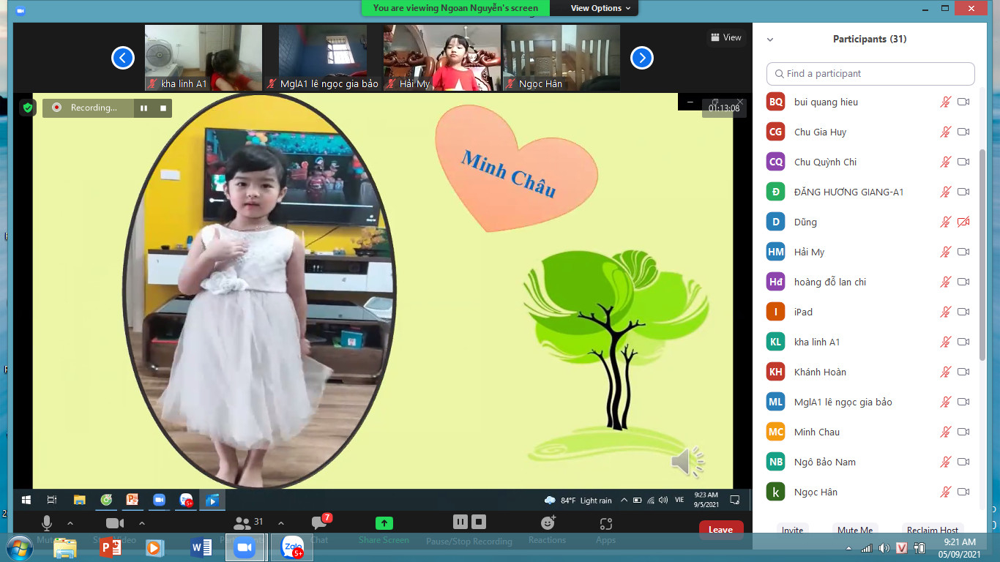 You are viewing Ngoan Nguyễn's screen
View Options
View
kha linh A1
MglA1 lê ngọc gia bảo
Hải My
Ngọc Hân
Recording...
01:13:08
Minh Châu
84°F Light rain
VIE
9:23 AM
9/5/2021
31
7
Chat
Share Screen
Pause/Stop Recording
Reactions
Apps
Leave
Participants (31)
Find a participant
BQ bui quang hieu
CG Chu Gia Huy
CQ Chu Quỳnh Chi
Đ ĐĂNG HƯƠNG GIANG-A1
D Dũng
HM Hải My
Hđ hoàng đỗ lan chi
I iPad
KL kha linh A1
KH Khánh Hoàn
ML MglA1 lê ngọc gia bảo
MC Minh Chau
NB Ngô Bảo Nam
k Ngọc Hân
Invite
Mute Me
Reclaim Host
Zalo
5+
9:21 AM
05/09/2021